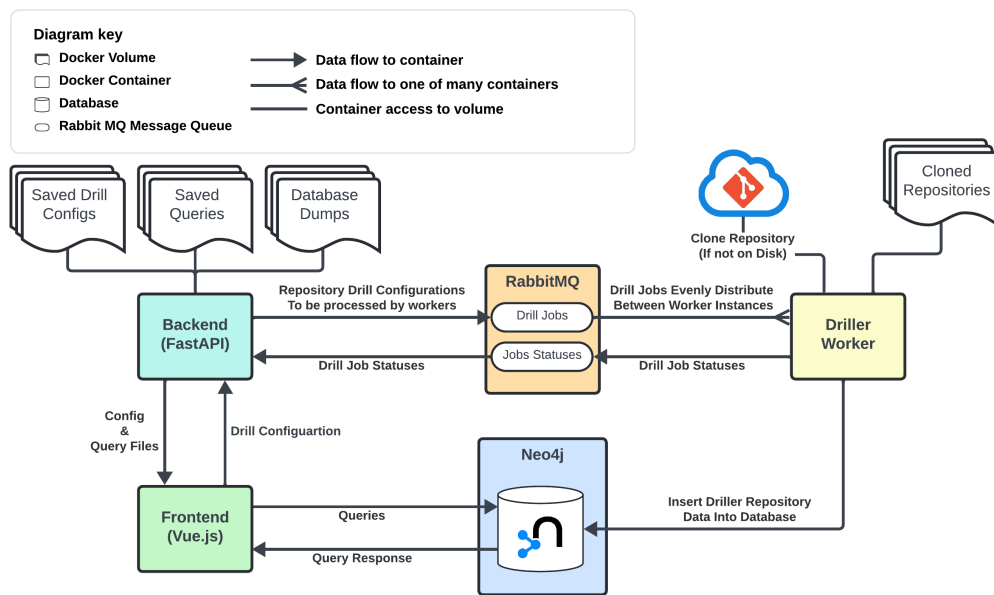 Diagram key
Docker Volume
Docker Container
Database
Rabbit MQ Message Queue
Data flow to container
Data flow to one of many containers
Container access to volume
Saved Drill
Configs
Saved
Queries
Database
Dumps
Cloned
Repositories
Clone Repository
(If not on Disk)
Backend
(FastAPI)
Repository Drill Configurations
To be processed by workers
RabbitMQ
Drill Jobs
Jobs Statuses
Drill Jobs Evenly Distribute
Between Worker Instances
Driller
Worker
Drill Job Statuses
Drill Job Statuses
Config
&
Query Files
Drill Configuartion
Neo4j
Frontend
(Vue.js)
Queries
Query Response
Insert Driller Repository
Data Into Database